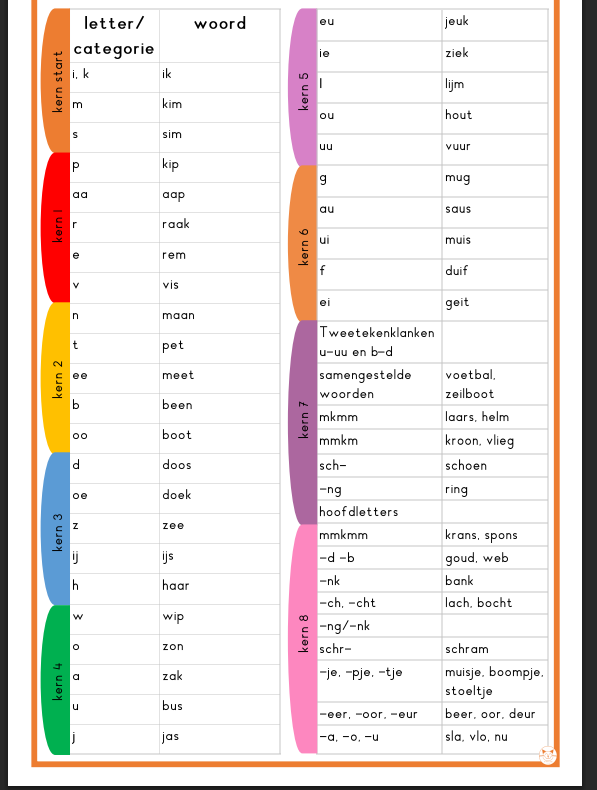 letter/ woord
categorie
kern start
i, k ik
m kim
s sim
kern 1
p kip
aa aap
r raak
e rem
v vis
kern 2
n maan
t pet
ee meet
b been
oo boot
kern 3
d doos
oe doek
z zee
ij ijs
h haar
kern 4
w wip
o zon
a zak
u bus
j jas
kern 5
eu jeuk
ie ziek
l lijm
ou hout
uu vuur
kern 6
g mug
au saus
ui muis
f duif
ei geit
kern 7
Tweetekenklanken
u-uu en b-d
samengestelde voetbal,
woorden zeilboot
mkmm laars, helm
mmkm kroon, vlieg
sch- schoen
-ng ring
hoofdletters
kern 8
mmkmm krans, spons
-d -b goud, web
-nk bank
-ch, -cht lach, bocht
-ng/-nk
schr- schram
-je, -pje, -tje muisje, boompje,
stoeltje
-eer, -oor, -eur beer, oor, deur
-a, -o, -u sla, vlo, nu